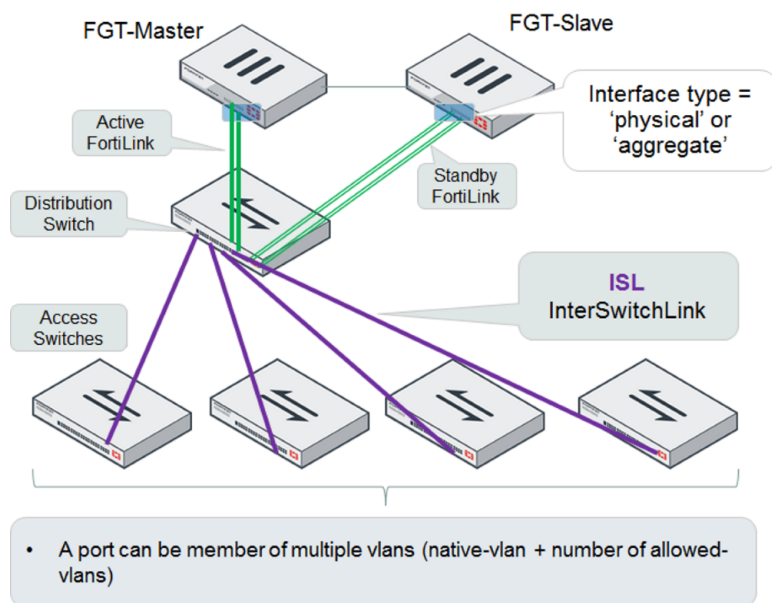 FGT-Master
FGT-Slave
Active
FortiLink
Interface type =
‘physical’ or
‘aggregate’
Standby
FortiLink
Distribution
Switch
ISL
InterSwitchLink
Access
Switches
• A port can be member of multiple vlans (native-vlan + number of allowed-
vlans)